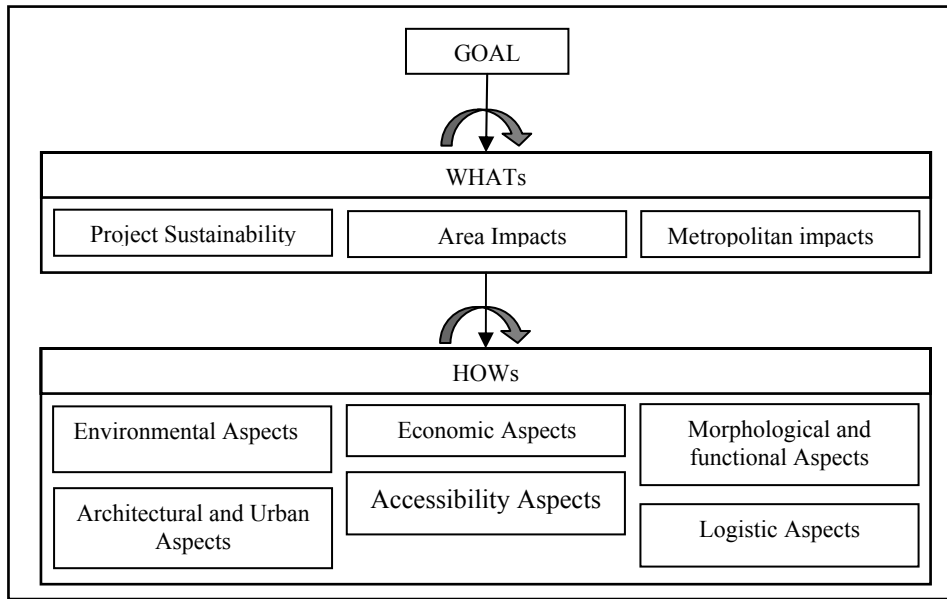 GOAL
WHATs
Project Sustainability
Area Impacts
Metropolitan impacts
HOWs
Environmental Aspects
Economic Aspects
Morphological and
functional Aspects
Architectural and Urban
Aspects
Accessibility Aspects
Logistic Aspects